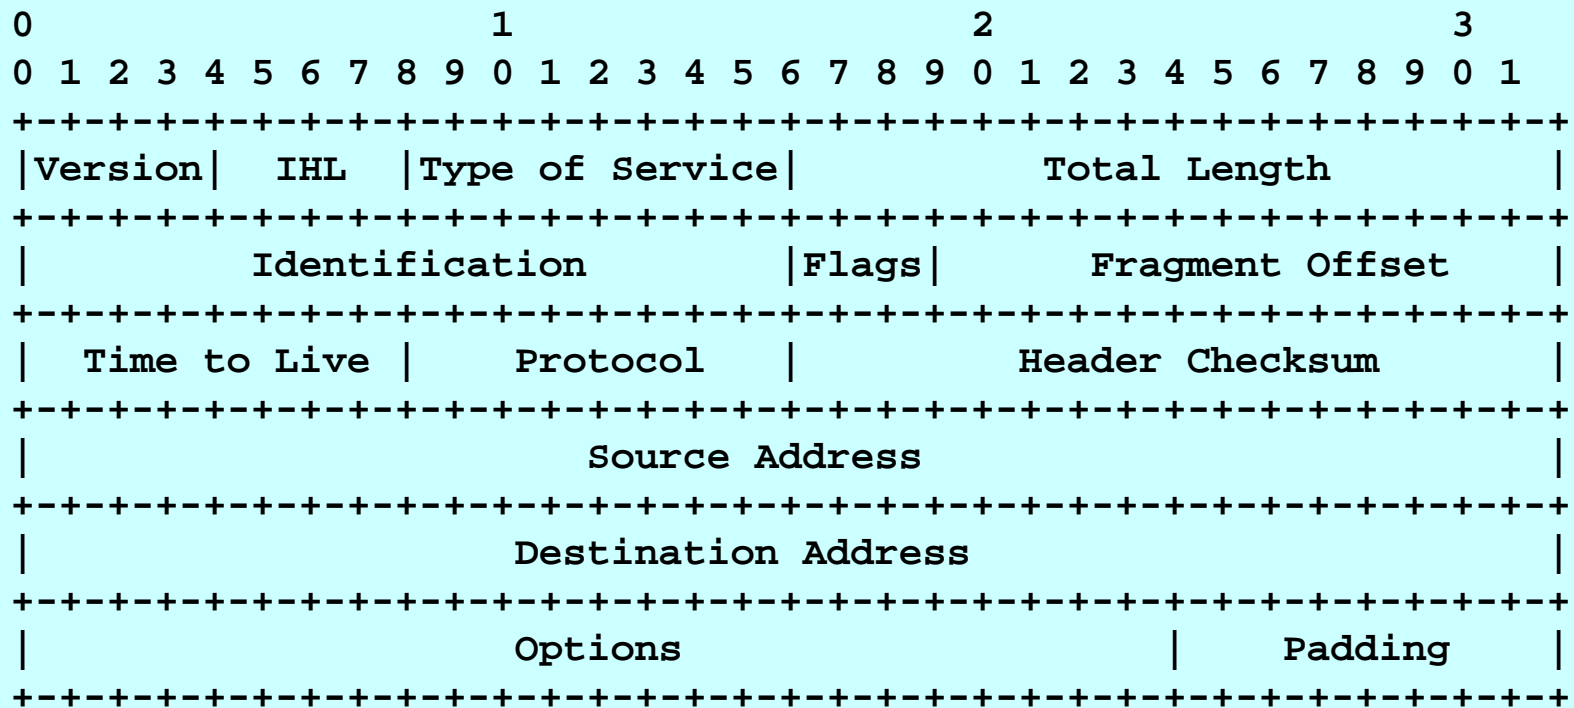 0                   1                   2                   3
0 1 2 3 4 5 6 7 8 9 0 1 2 3 4 5 6 7 8 9 0 1 2 3 4 5 6 7 8 9 0 1
+-+-+-+-+-+-+-+-+-+-+-+-+-+-+-+-+-+-+-+-+-+-+-+-+-+-+-+-+-+-+-+-+
|Version|  IHL  |Type of Service|          Total Length         |
+-+-+-+-+-+-+-+-+-+-+-+-+-+-+-+-+-+-+-+-+-+-+-+-+-+-+-+-+-+-+-+-+
|         Identification        |Flags|      Fragment Offset    |
+-+-+-+-+-+-+-+-+-+-+-+-+-+-+-+-+-+-+-+-+-+-+-+-+-+-+-+-+-+-+-+-+
|  Time to Live |    Protocol   |         Header Checksum       |
+-+-+-+-+-+-+-+-+-+-+-+-+-+-+-+-+-+-+-+-+-+-+-+-+-+-+-+-+-+-+-+-+
|                       Source Address                          |
+-+-+-+-+-+-+-+-+-+-+-+-+-+-+-+-+-+-+-+-+-+-+-+-+-+-+-+-+-+-+-+-+
|                    Destination Address                        |
+-+-+-+-+-+-+-+-+-+-+-+-+-+-+-+-+-+-+-+-+-+-+-+-+-+-+-+-+-+-+-+-+
|                    Options                    |    Padding    |
+-+-+-+-+-+-+-+-+-+-+-+-+-+-+-+-+-+-+-+-+-+-+-+-+-+-+-+-+-+-+-+-+